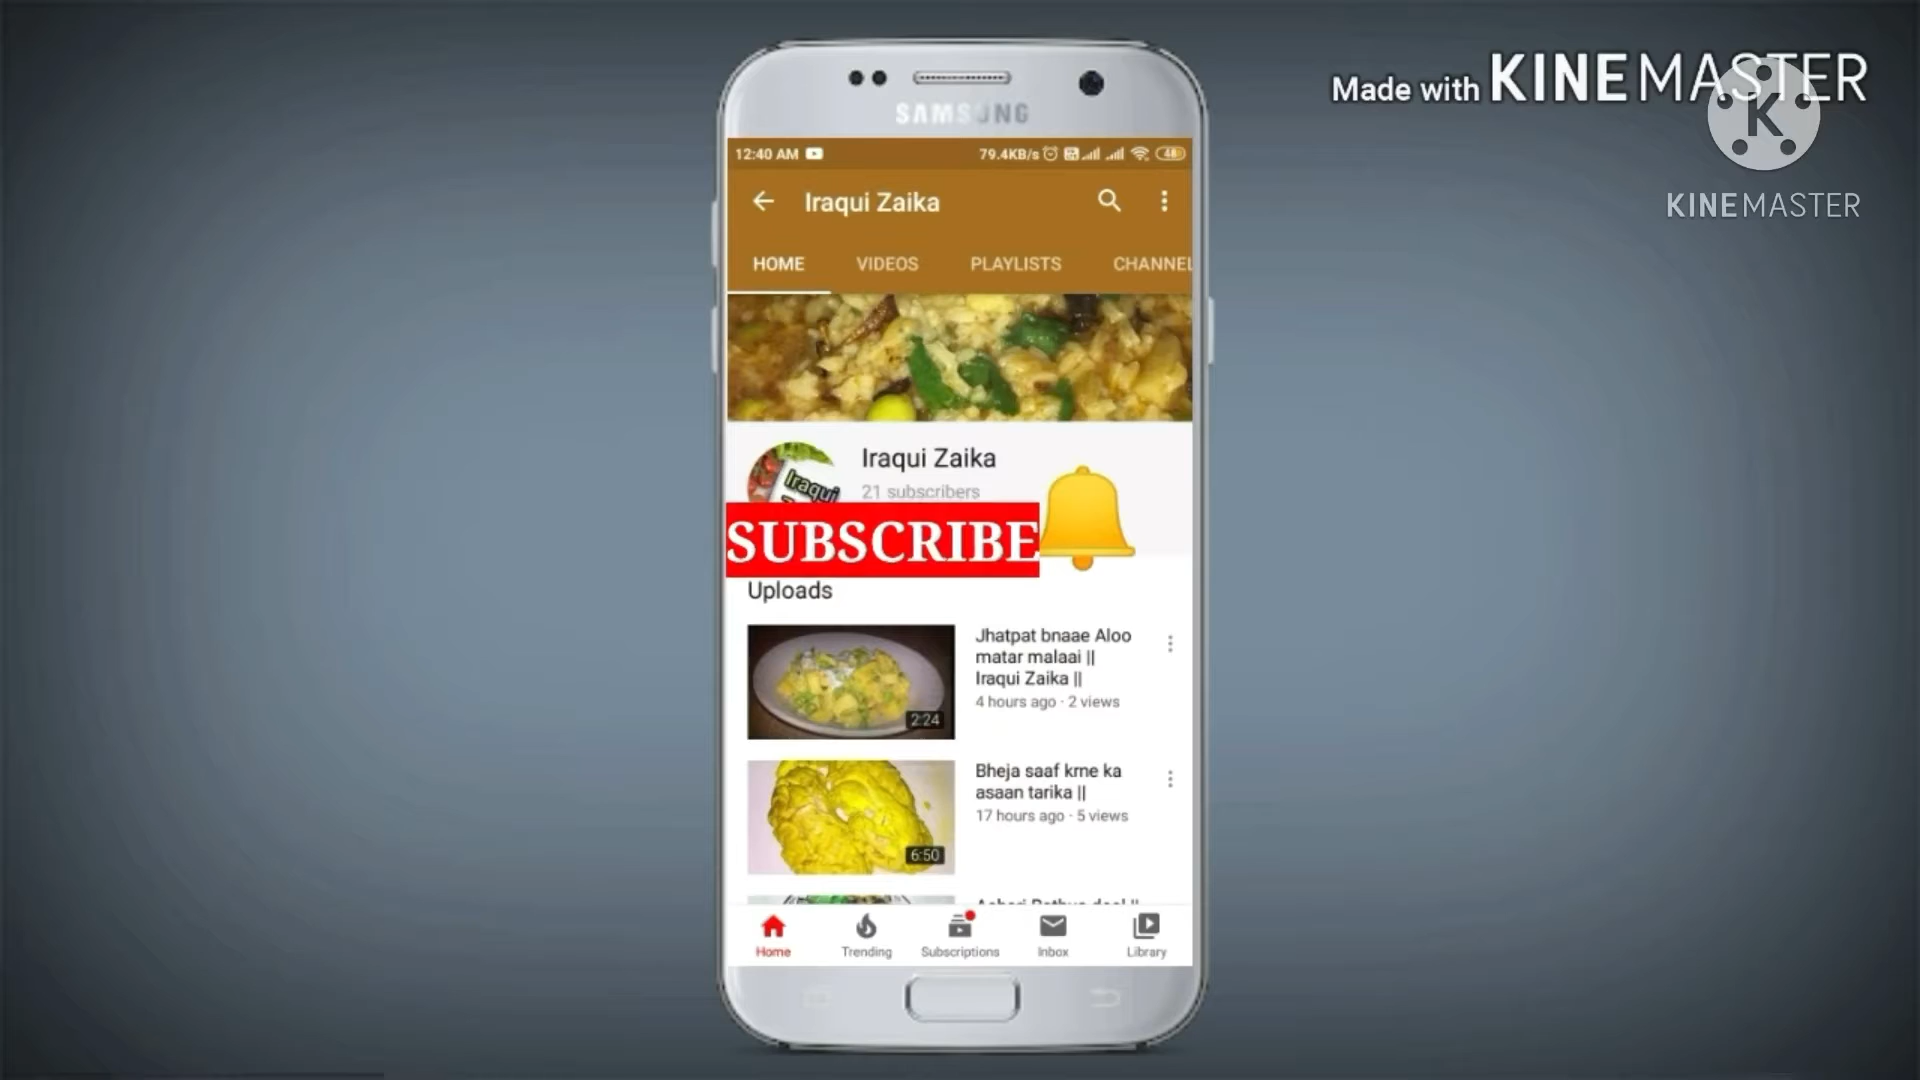 Made with KINEMASTER
K
KINEMASTER
SAMSUNG
12:40 AM
79.4KB/s
48
Iraqui Zaika
HOME
VIDEOS
PLAYLISTS
CHANNEL
Iraqui
Iraqui Zaika
21 subscribers
SUBSCRIBE
Uploads
Jhatpat bnaae Aloo
matar malaai ||
Iraqui Zaika ||
4 hours ago · 2 views
2:24
Bheja saaf krne ka
asaan tarika ||
17 hours ago · 5 views
6:50
Home
Trending
Subscriptions
Inbox
Library